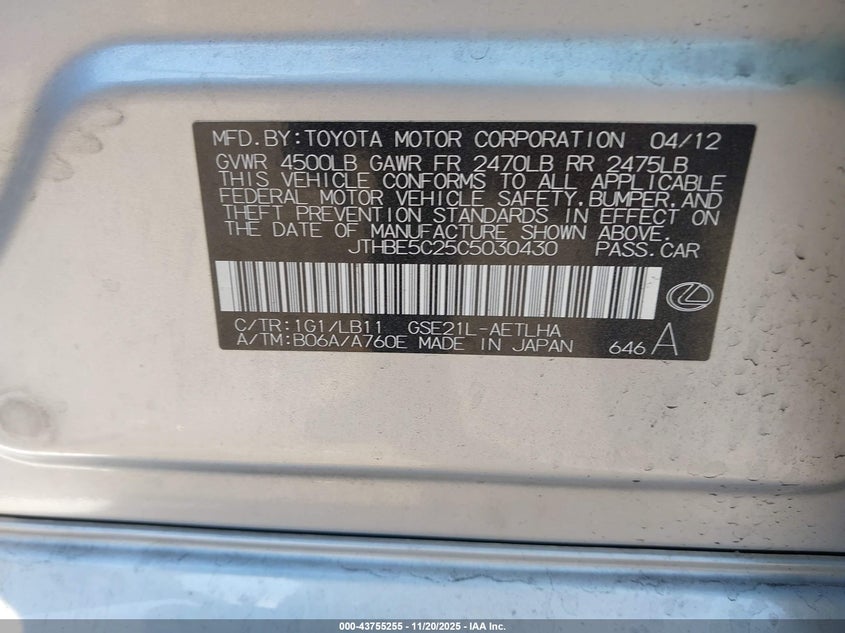 MFD.BY:TOYOTA MOTOR CORPORATION 04/12
GVWR 4500LB GAWR FR 2470LB RR 2475LB
THIS VEHICLE CONFORMS TO ALL APPLICABLE
FEDERAL MOTOR VEHICLE SAFETY,BUMPER,AND
THEFT PREVENTION STANDARDS IN EFFECT ON
THE DATE OF MANUFACTURE SHOWN ABOVE.
JTHBE5C25C5030430 PASS.CAR
C/TR:1G1/LB11 GSE21L-AETLHA
A/TM:B06A/A760E MADE IN JAPAN 646 A
000-43755255 - 11/20/2025 - IAA Inc.